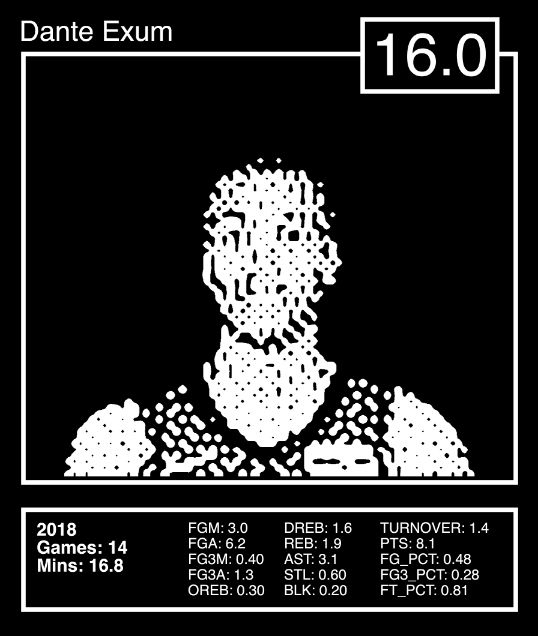 Dante Exum
16.0
2018
Games: 14
Mins: 16.8
FGM: 3.0
FGA: 6.2
FG3M: 0.40
FG3A: 1.3
OREB: 0.30
DREB: 1.6
REB: 1.9
AST: 3.1
STL: 0.60
BLK: 0.20
TURNOVER: 1.4
PTS: 8.1
FG_PCT: 0.48
FG3_PCT: 0.28
FT_PCT: 0.81